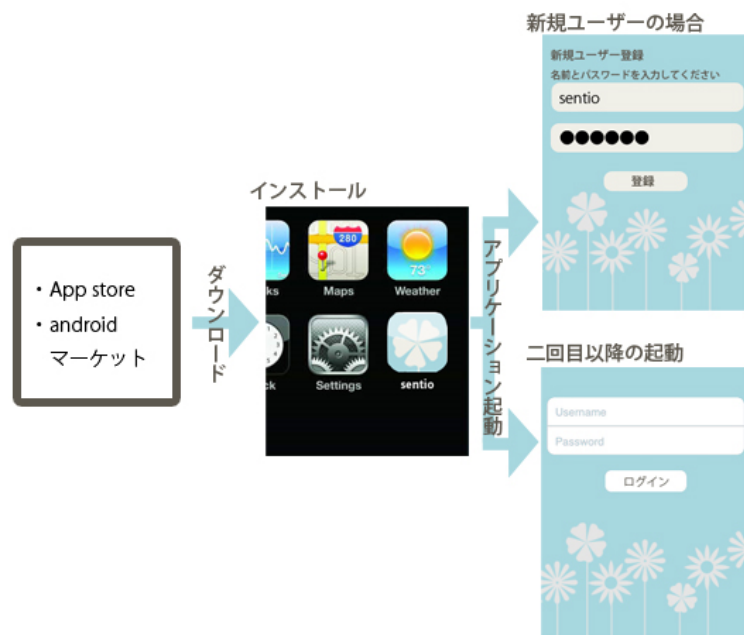 ・App store
・android
マーケット
ダウンロード
インストール
280
73°
ks
Maps
Weather
ck
Settings
sentio
アプリケーション起動
新規ユーザーの場合
新規ユーザー登録
名前とパスワードを入力してください
sentio
●●●●●●
登録
二回目以降の起動
Username
Password
ログイン